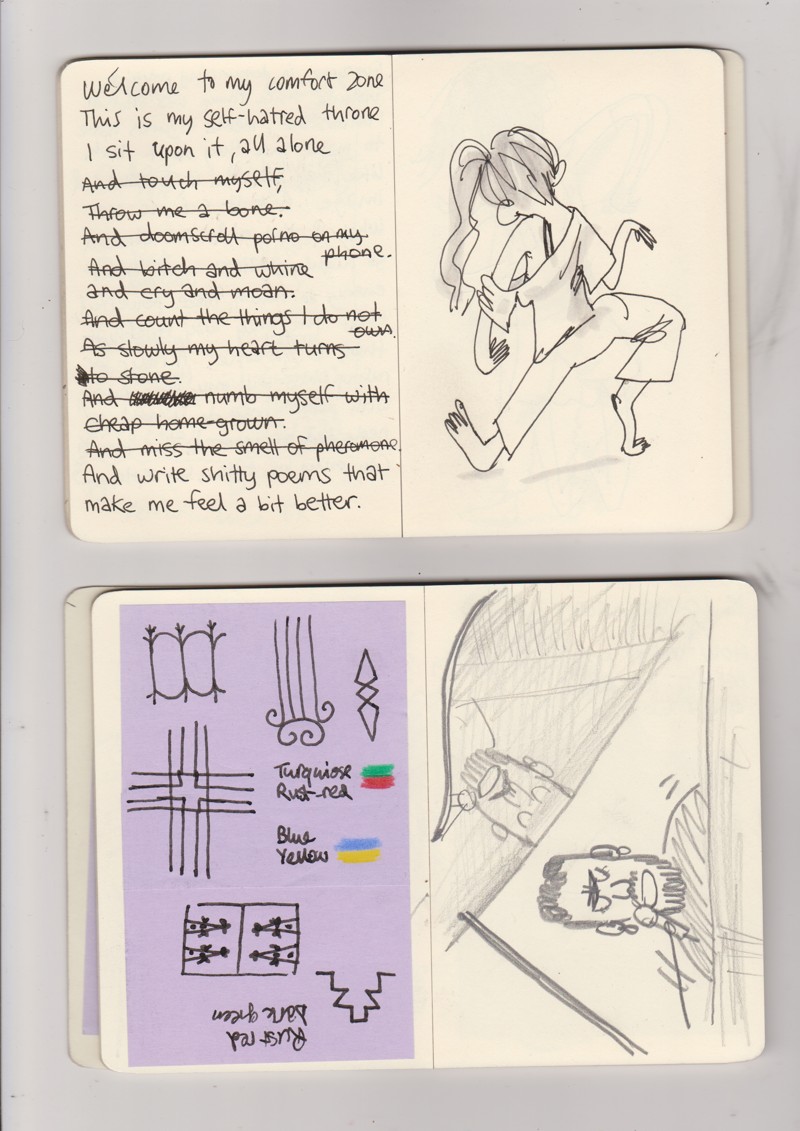 Welcome to my comfort zone
This is my self-hatred throne
I sit upon it, all alone
And touch myself,
Throw me a bone.
And doomscroll porno on my
phone.
And bitch and whine
and cry and moan.
And count the things I do not
own.
As slowly my heart turns
to stone.
And numb myself with
cheap home-grown.
And miss the smell of pheromone.
And write shitty poems that
make me feel a bit better.
Turquoise
Rust-red
Blue
Yellow
Rust red
Dark green